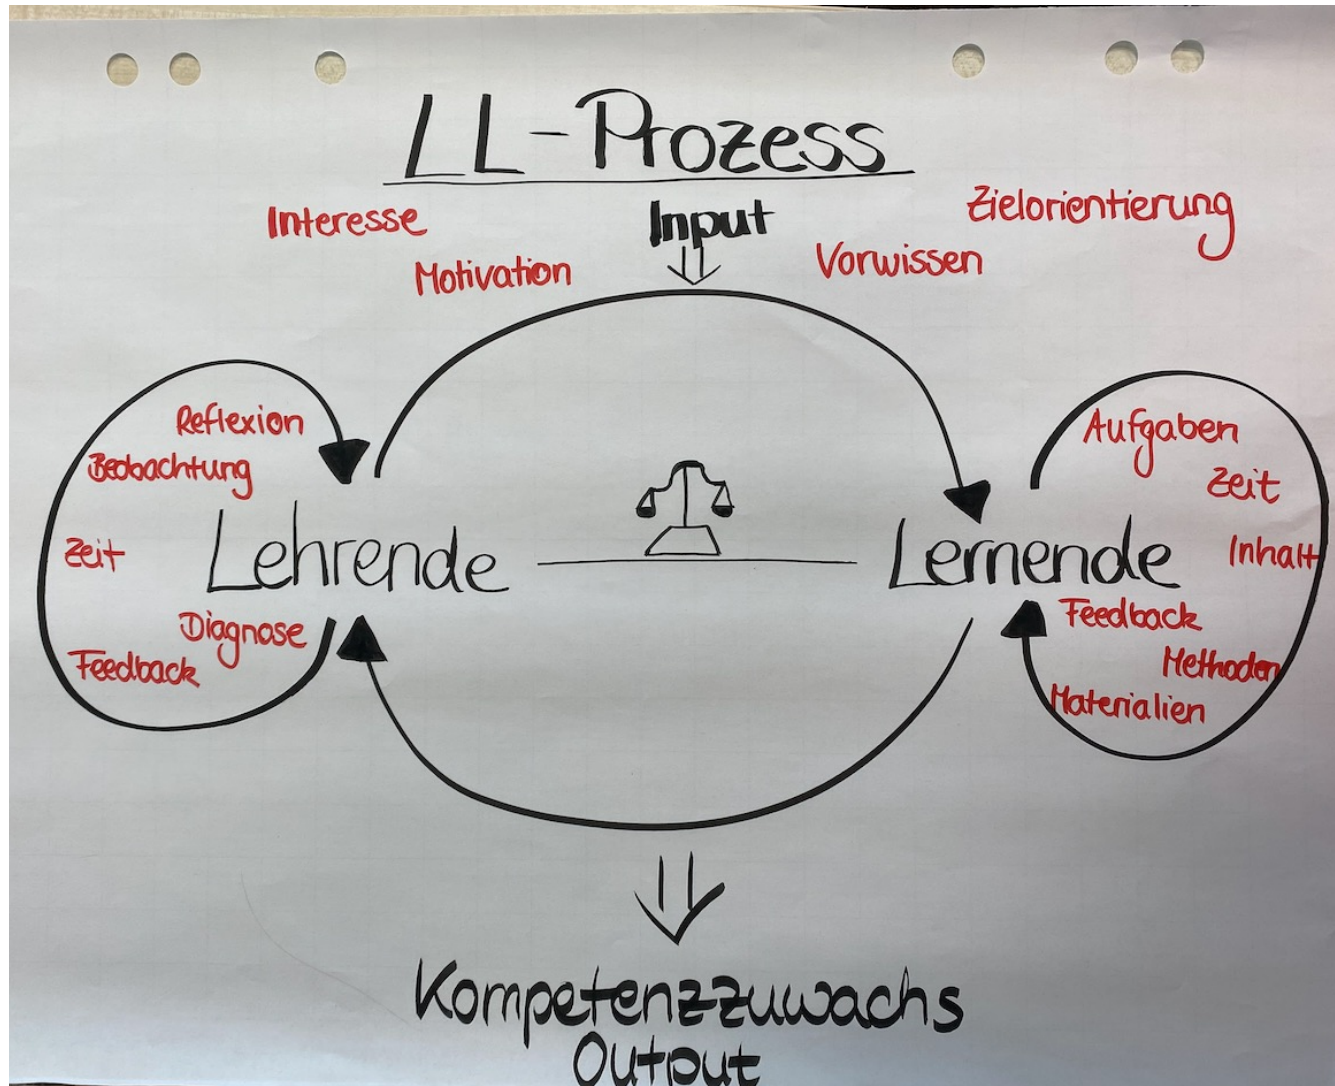 LL-Prozess
Interesse
Input
Zielorientierung
Motivation
Vorwissen
Reflexion
Beobachtung
Zeit
Lehrende
Diagnose
Feedback
Aufgaben
Zeit
Lernende
Inhalt
Feedback
Methoden
Materialien
Kompetenzzuwachs
Output